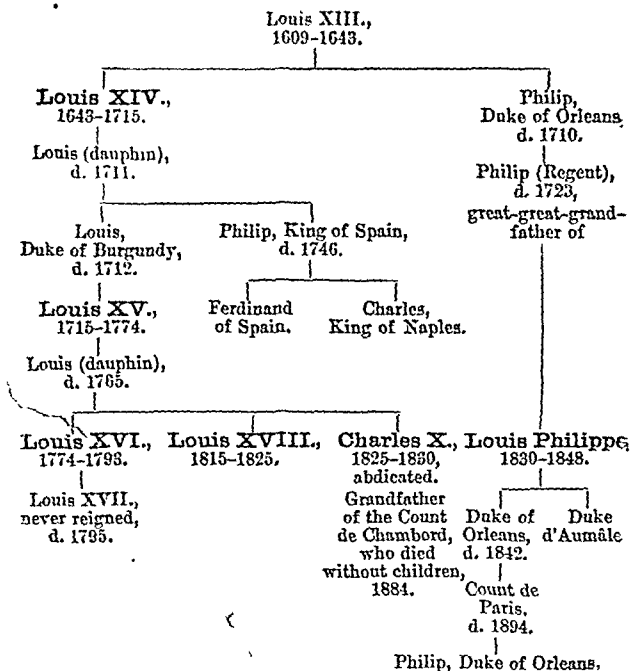 Louis XIII.,
1609-1643.
Louis XIV.,
1643-1715.
Philip,
Duke of Orleans
d. 1710.
Louis (dauphin),
d. 1711.
Philip (Regent),
d. 1723,
great-great-grand-
father of
Louis,
Duke of Burgundy,
d. 1712.
Philip, King of Spain,
d. 1746.
Louis XV.,
1715-1774.
Ferdinand
of Spain.
Charles,
King of Naples.
Louis (dauphin),
d. 1765.
Louis XVI.,
1774-1793.
Louis XVIII.,
1815-1825.
Charles X.,
1825-1830,
abdicated.
Grandfather
of the Count
de Chambord,
who died
without children,
1884.
Louis Philippe,
1830-1848.
Louis XVII.,
never reigned,
d. 1795.
Duke of
Orleans,
d. 1842.
Duke
d'Aumâle
Count de
Paris,
d. 1894.
Philip, Duke of Orleans.